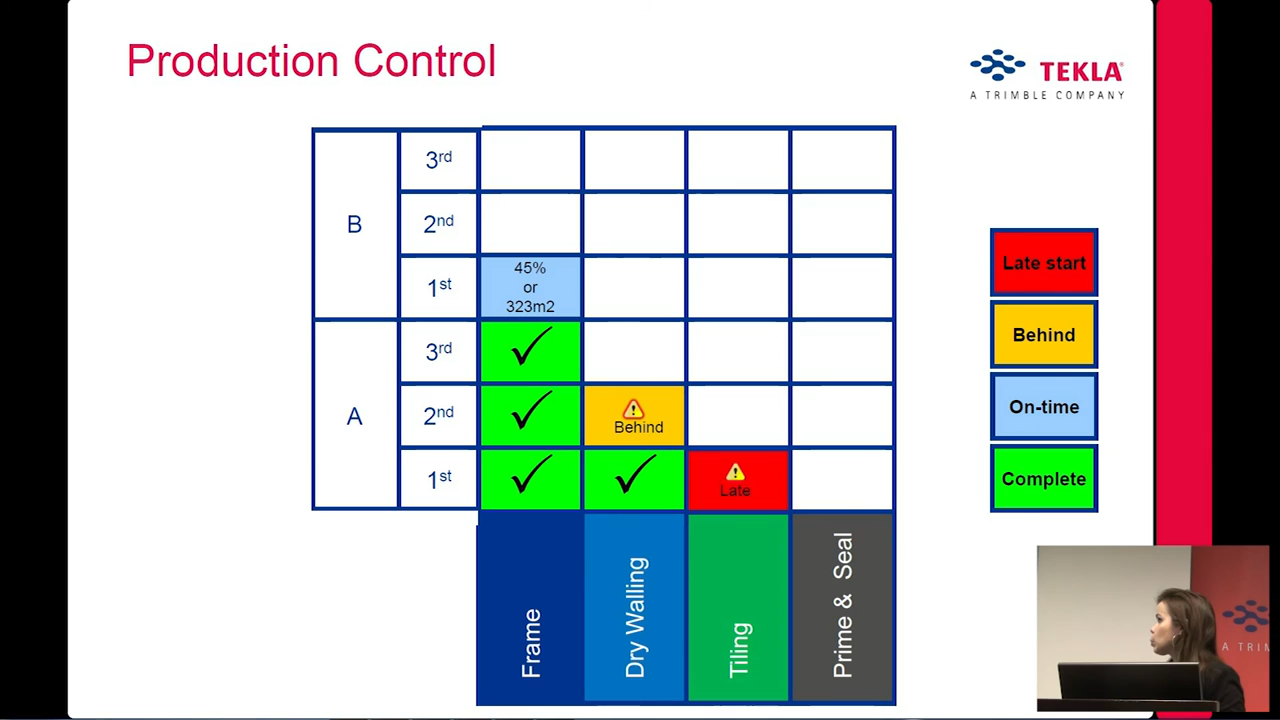 Production Control
TEKLA
A TRIMBLE COMPANY
B
3rd
2nd
1st
45%
or
323m2
A
3rd
2nd
Behind
1st
Late
Frame
Dry Walling
Tiling
Prime & Seal
Late start
Behind
On-time
Complete
A TRIM